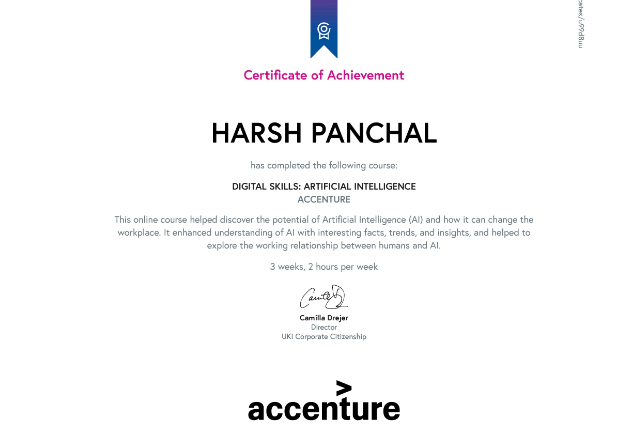 Certificate of Achievement
HARSH PANCHAL
has completed the following course:
DIGITAL SKILLS: ARTIFICIAL INTELLIGENCE
ACCENTURE
This online course helped discover the potential of Artificial Intelligence (AI) and how it can change the
workplace. It enhanced understanding of AI with interesting facts, trends, and insights, and helped to
explore the working relationship between humans and AI.
3 weeks, 2 hours per week
Camilla Drejer
Director
UKI Corporate Citizenship
accenture